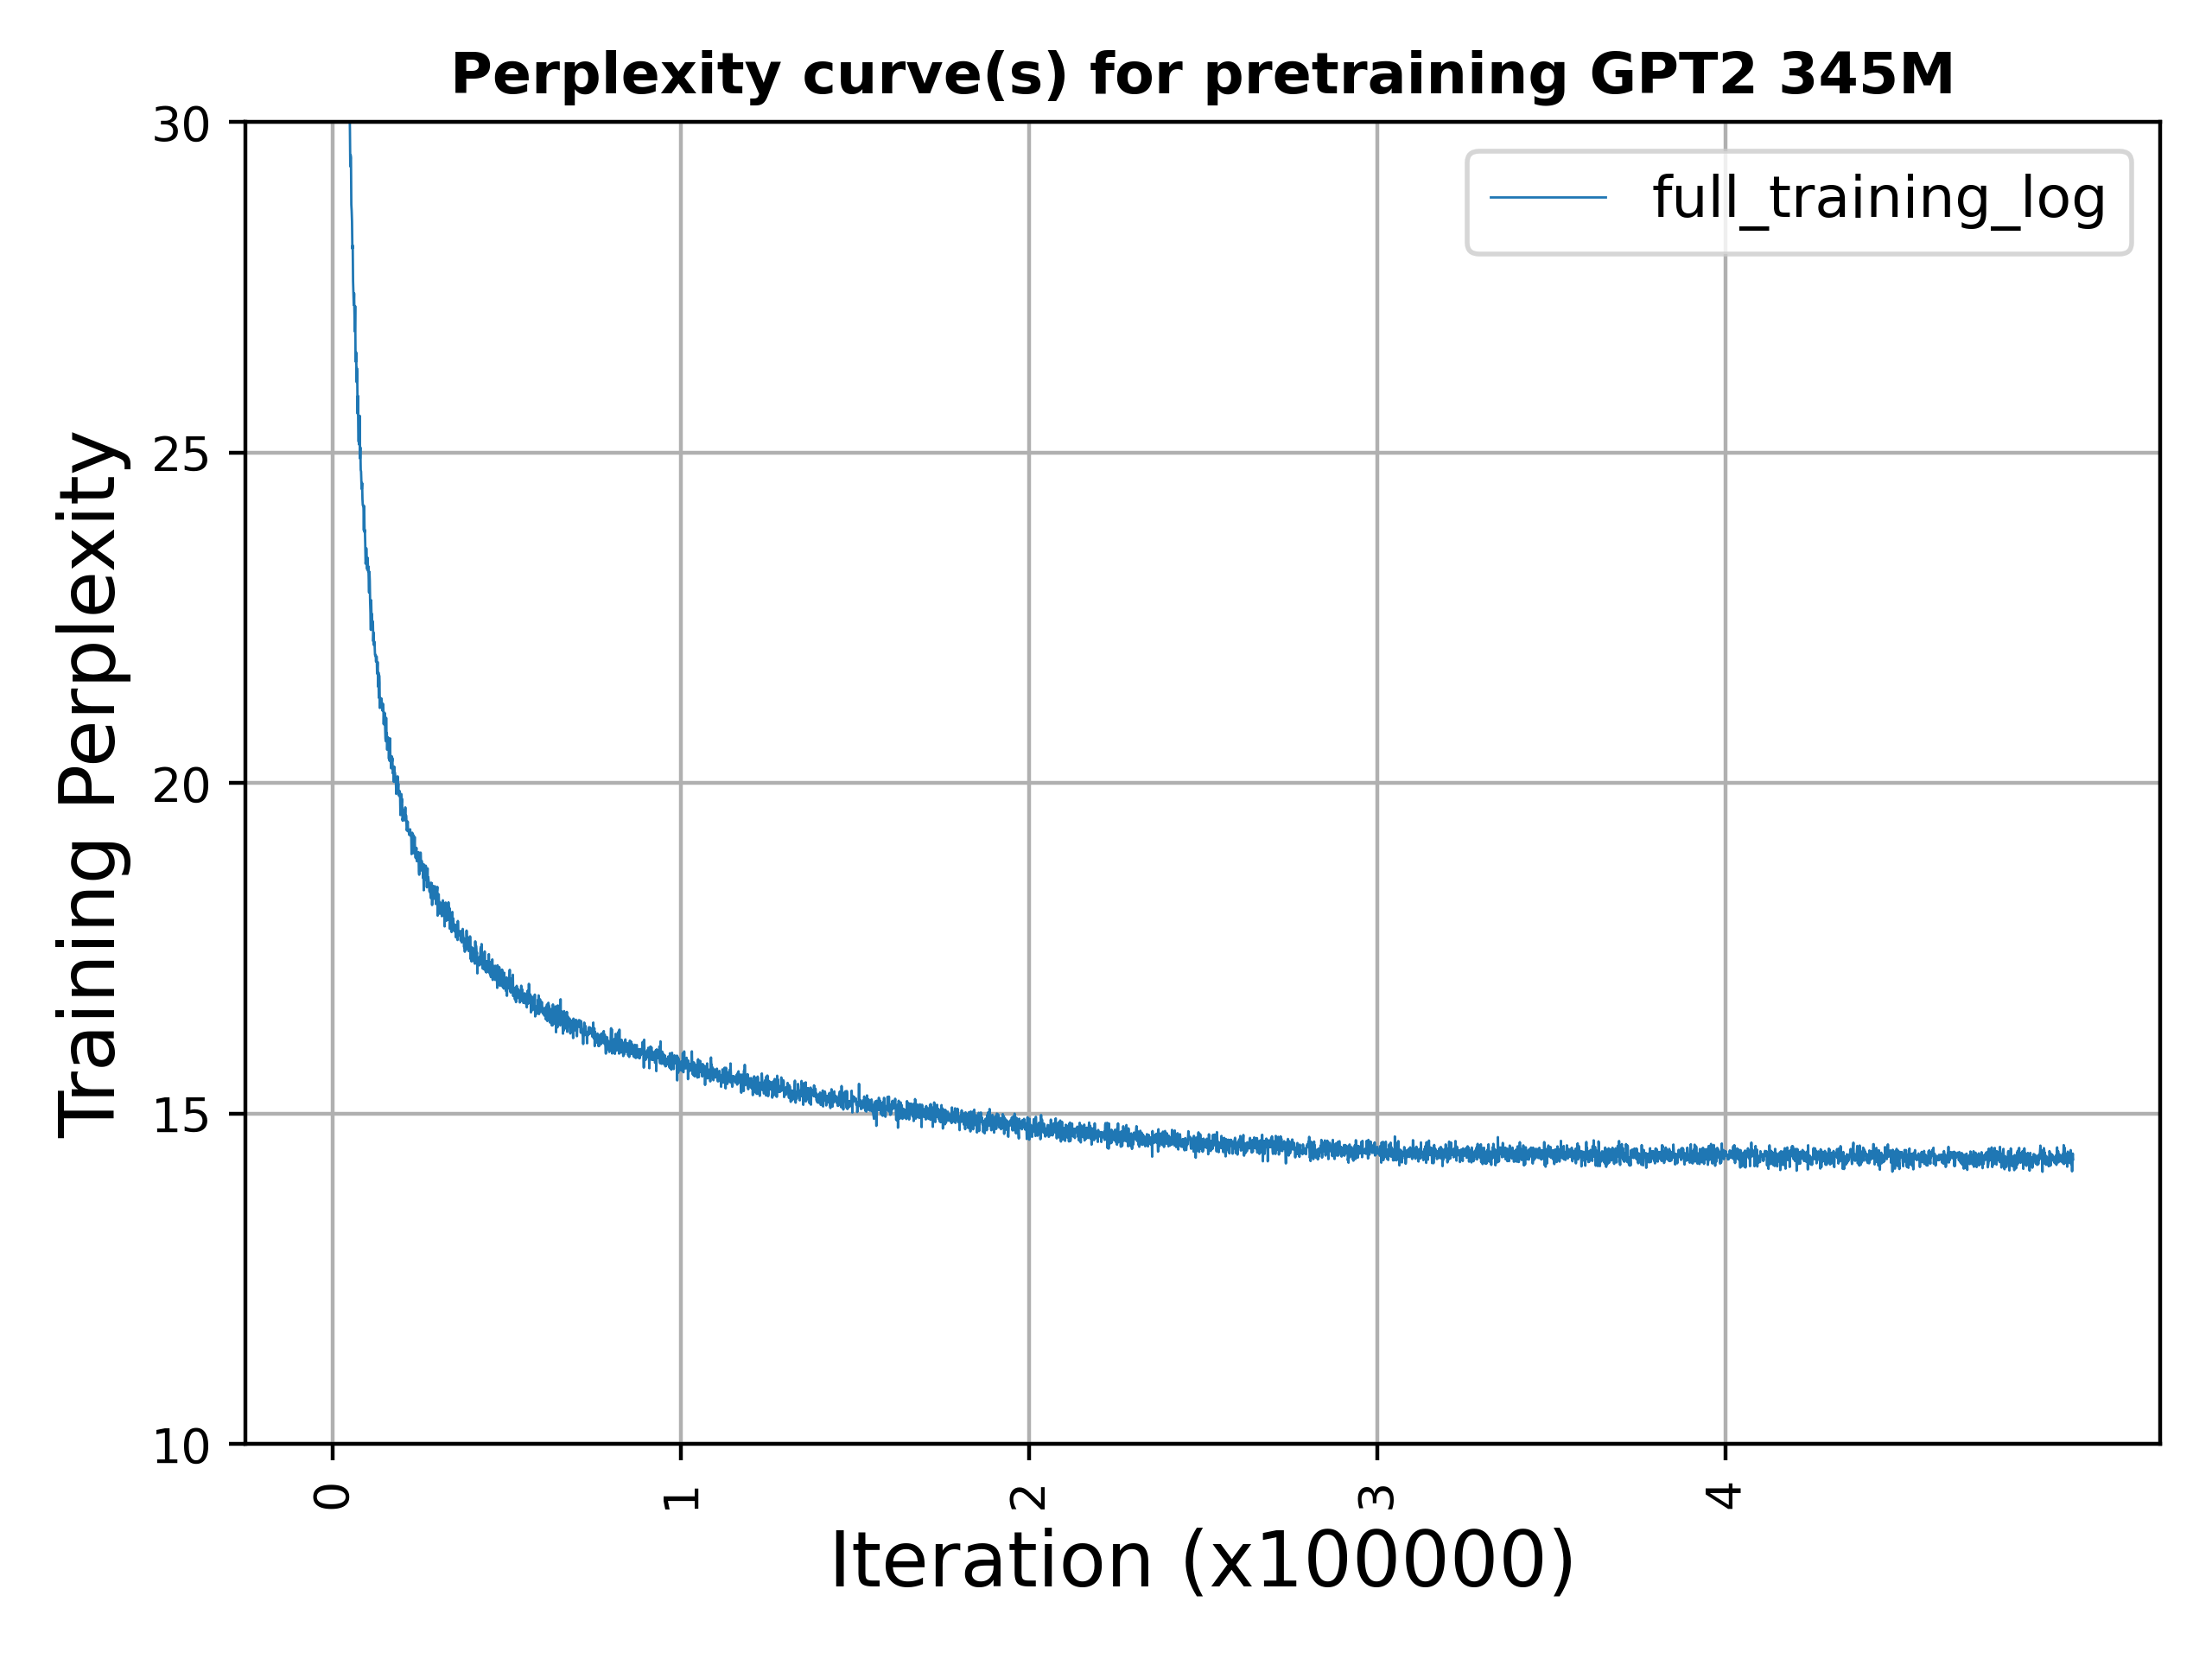 Perplexity curve(s) for pretraining GPT2 345M
full_training_log
Training Perplexity
30
25
20
15
10
0
1
2
3
4
Iteration (x100000)